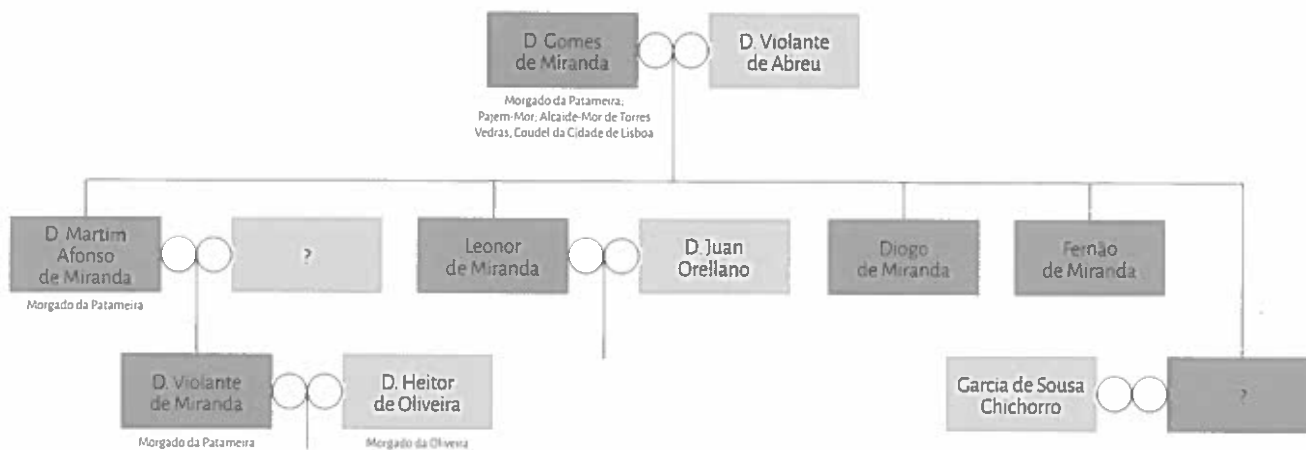 D. Gomes
de Miranda
D. Violante
de Abreu
Morgado da Patameira;
Pajem-Mor; Alcaide-Mor de Torres
Vedras, Coudel da Cidade de Lisboa
D. Martim
Afonso
de Miranda
?
Leonor
de Miranda
D. Juan
Orellano
Diogo
de Miranda
Fernão
de Miranda
Morgado da Patameira
D. Violante
de Miranda
D. Heitor
de Oliveira
Garcia de Sousa
Chichorro
?
Morgado da Patameira
Morgado da Oliveira